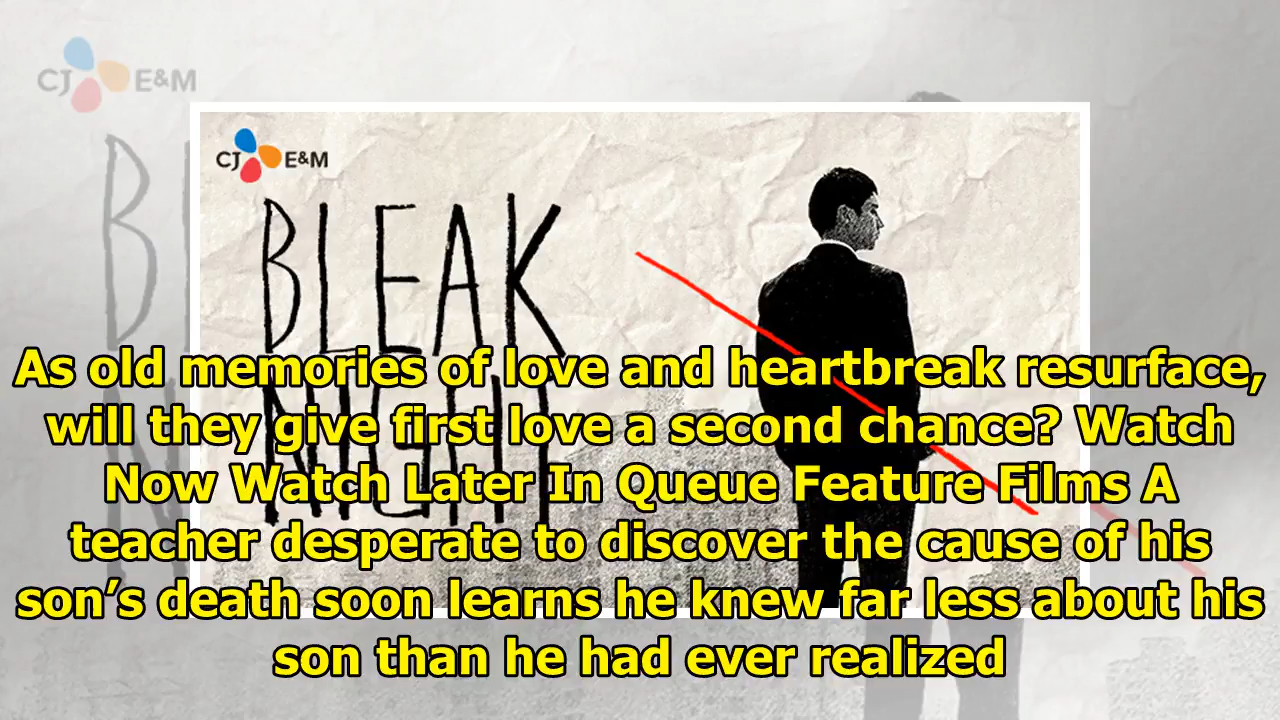 CJ E&M
CJ E&M
BLEAK
NIGHT
As old memories of love and heartbreak resurface,
will they give first love a second chance? Watch
Now Watch Later In Queue Feature Films A
teacher desperate to discover the cause of his
son’s death soon learns he knew far less about his
son than he had ever realized